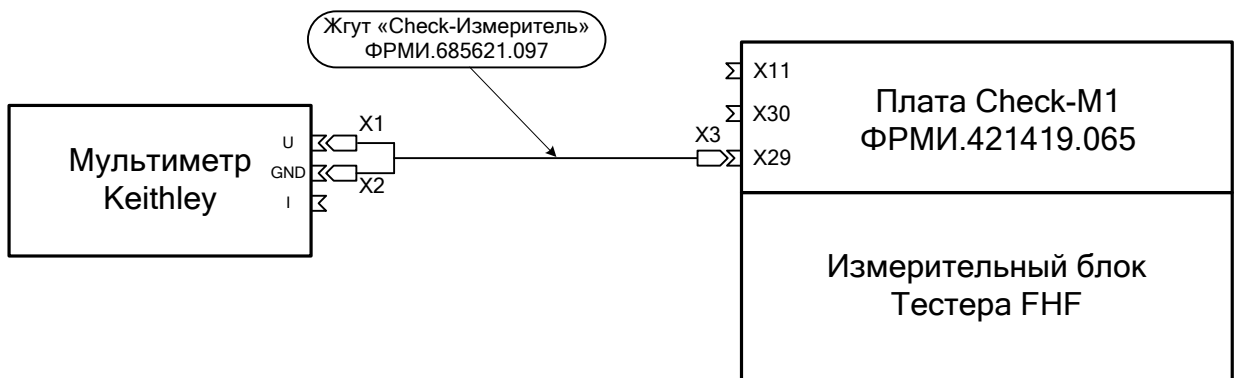 Жгут «Check-Измеритель»
ФРМИ.685621.097
X11
X30
X3
X29
Плата Check-M1
ФРМИ.421419.065
X1
U
GND
X2
I
Мультиметр
Keithley
Измерительный блок
Тестера FHF